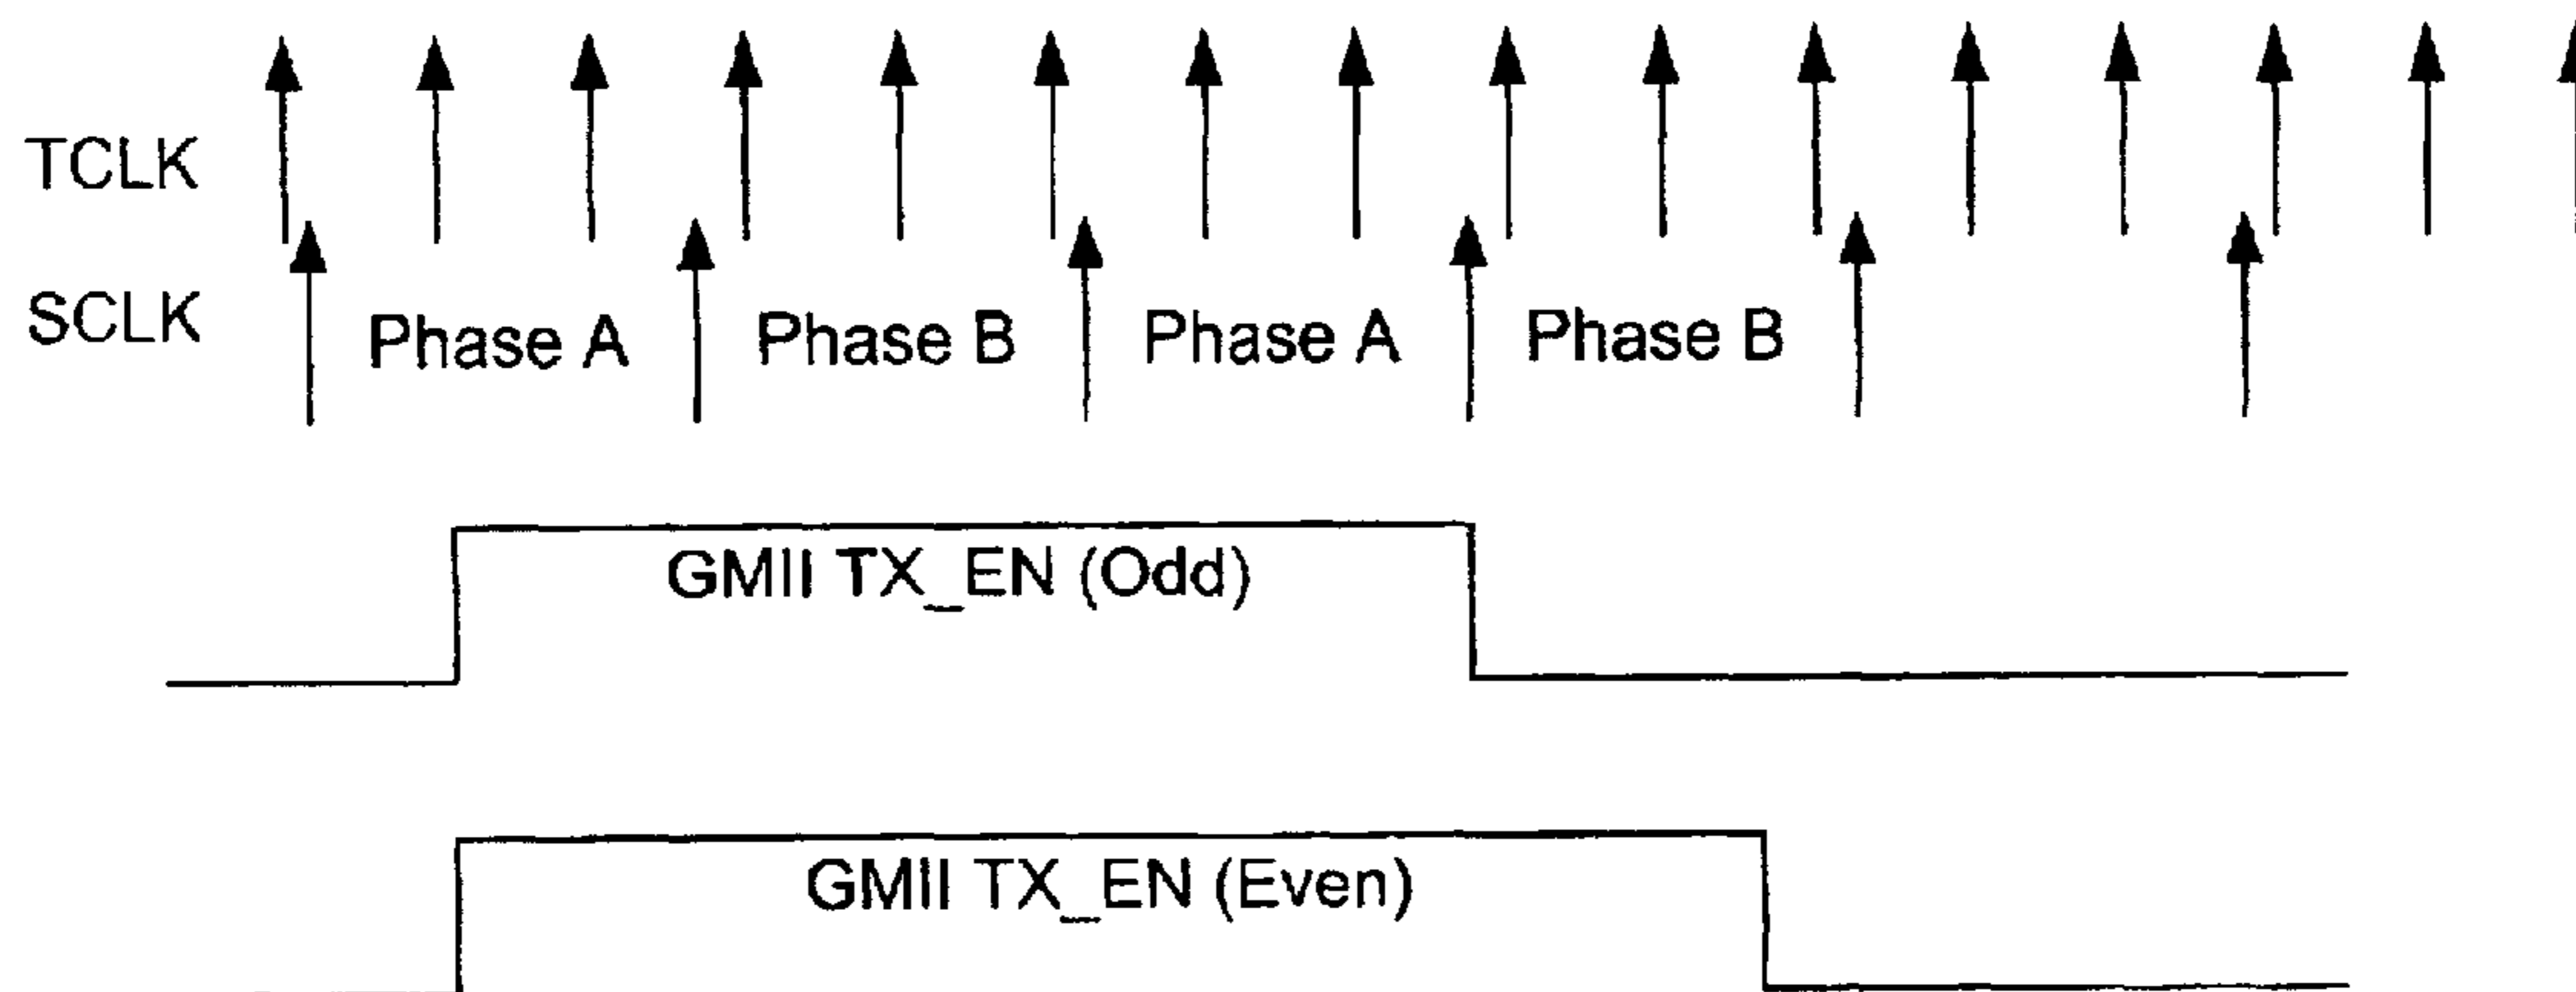 TCLK
SCLK
Phase A Phase B Phase A Phase B
GMII TX_EN (Odd)
GMII TX_EN (Even)